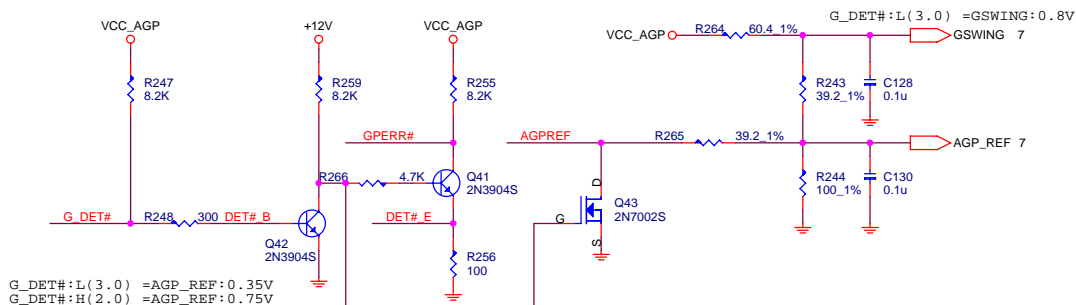 G_DET#:L(3.0) =GSWING:0.8V
VCC_AGP
+12V
VCC_AGP
VCC_AGP
R264
60.4_1%
GSWING 7
R247
8.2K
R259
8.2K
R255
8.2K
R243
39.2_1%
C128
0.1u
GPERR#
AGPREF
R265
39.2_1%
AGP_REF 7
R266
4.7K
Q41
2N3904S
R244
100_1%
C130
0.1u
D
Q43
2N7002S
G
S
G_DET#
R248
300
DET#_B
DET#_E
Q42
2N3904S
R256
100
G_DET#:L(3.0) =AGP_REF:0.35V
G_DET#:H(2.0) =AGP_REF:0.75V